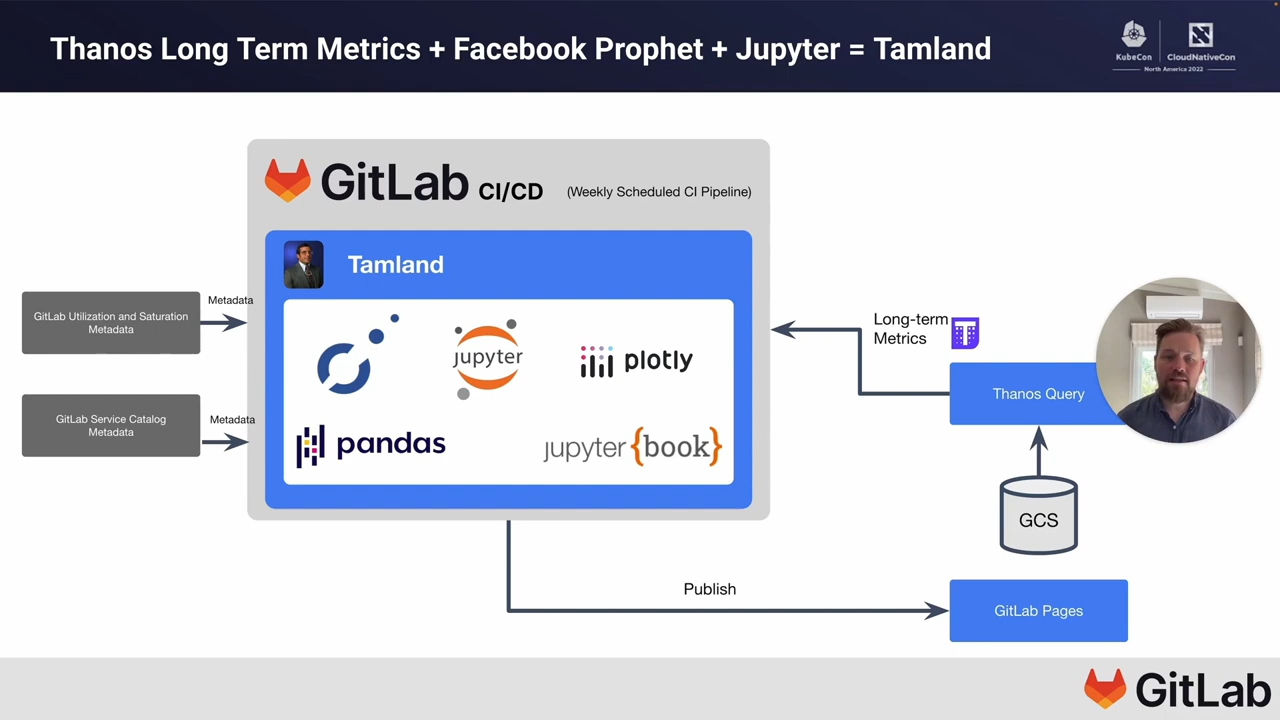 Thanos Long Term Metrics + Facebook Prophet + Jupyter = Tamland
KubeCon
CloudNativeCon
North America 2022
GitLab CI/CD
(Weekly Scheduled CI Pipeline)
Tamland
jupyter
plotly
pandas
jupyter {book}
GitLab Utilization and Saturation
Metadata
Metadata
GitLab Service Catalog
Metadata
Metadata
Long-term
Metrics
Thanos Query
GCS
Publish
GitLab Pages
GitLab